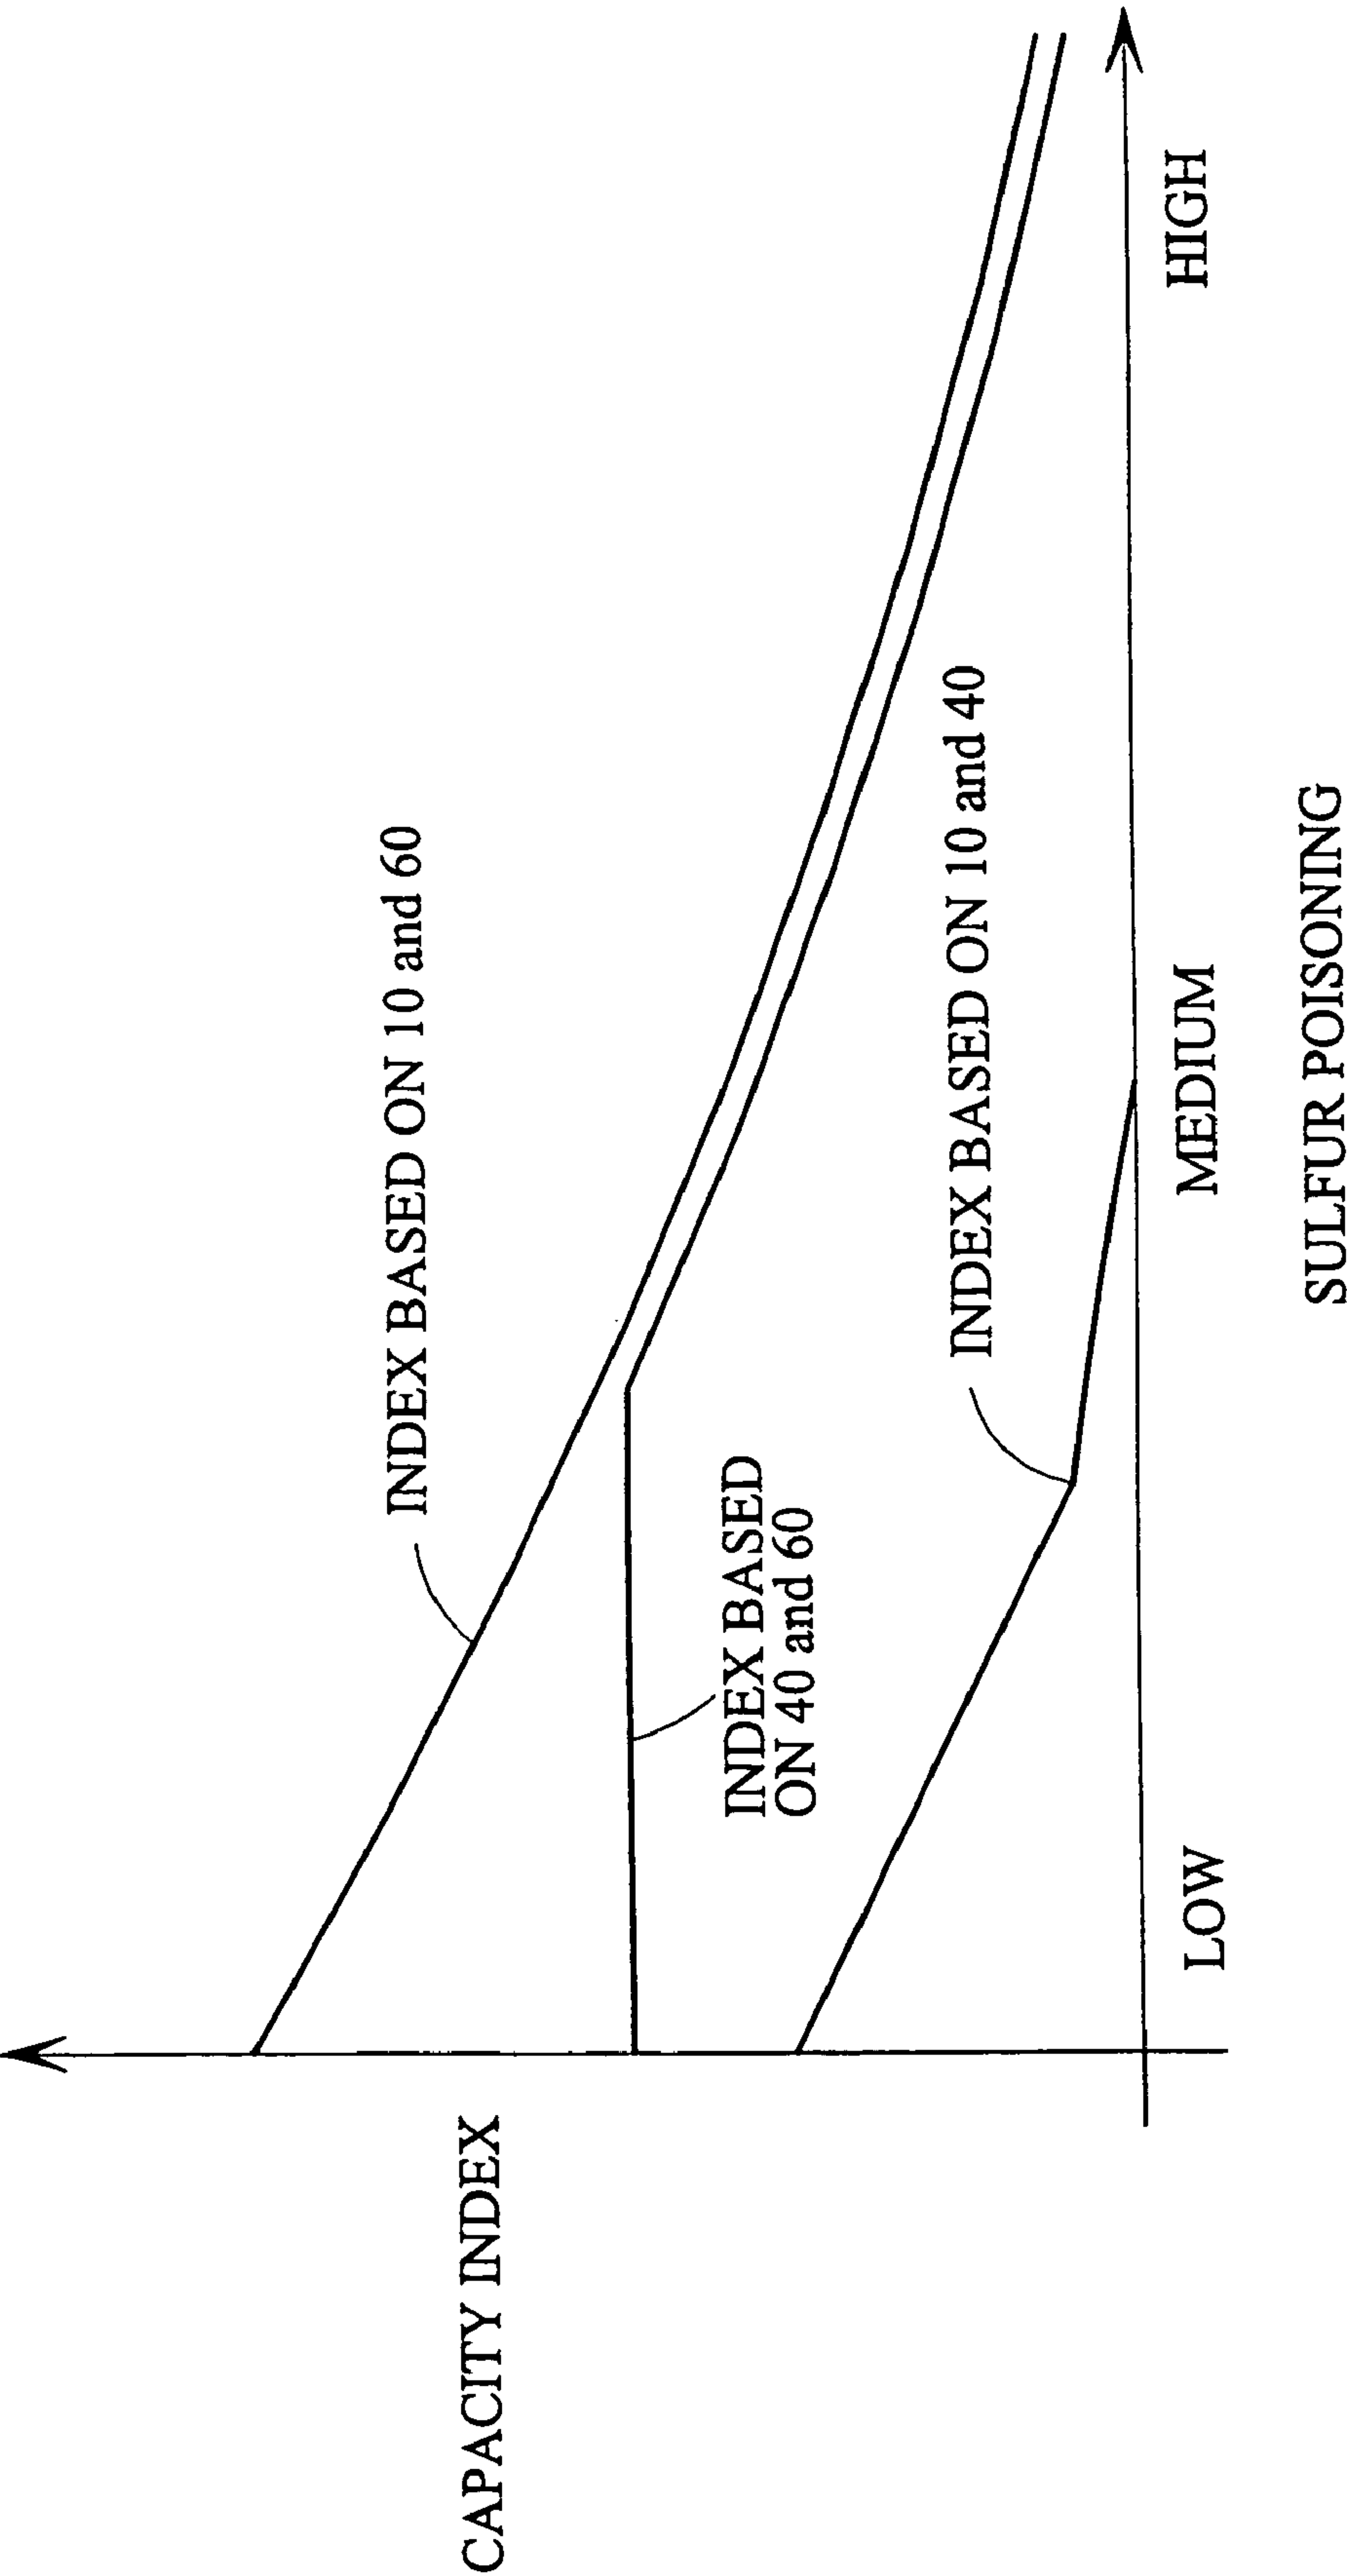 CAPACITY INDEX
INDEX BASED ON 10 and 60
INDEX BASED
ON 40 and 60
INDEX BASED ON 10 and 40
LOW
MEDIUM
HIGH
SULFUR POISONING